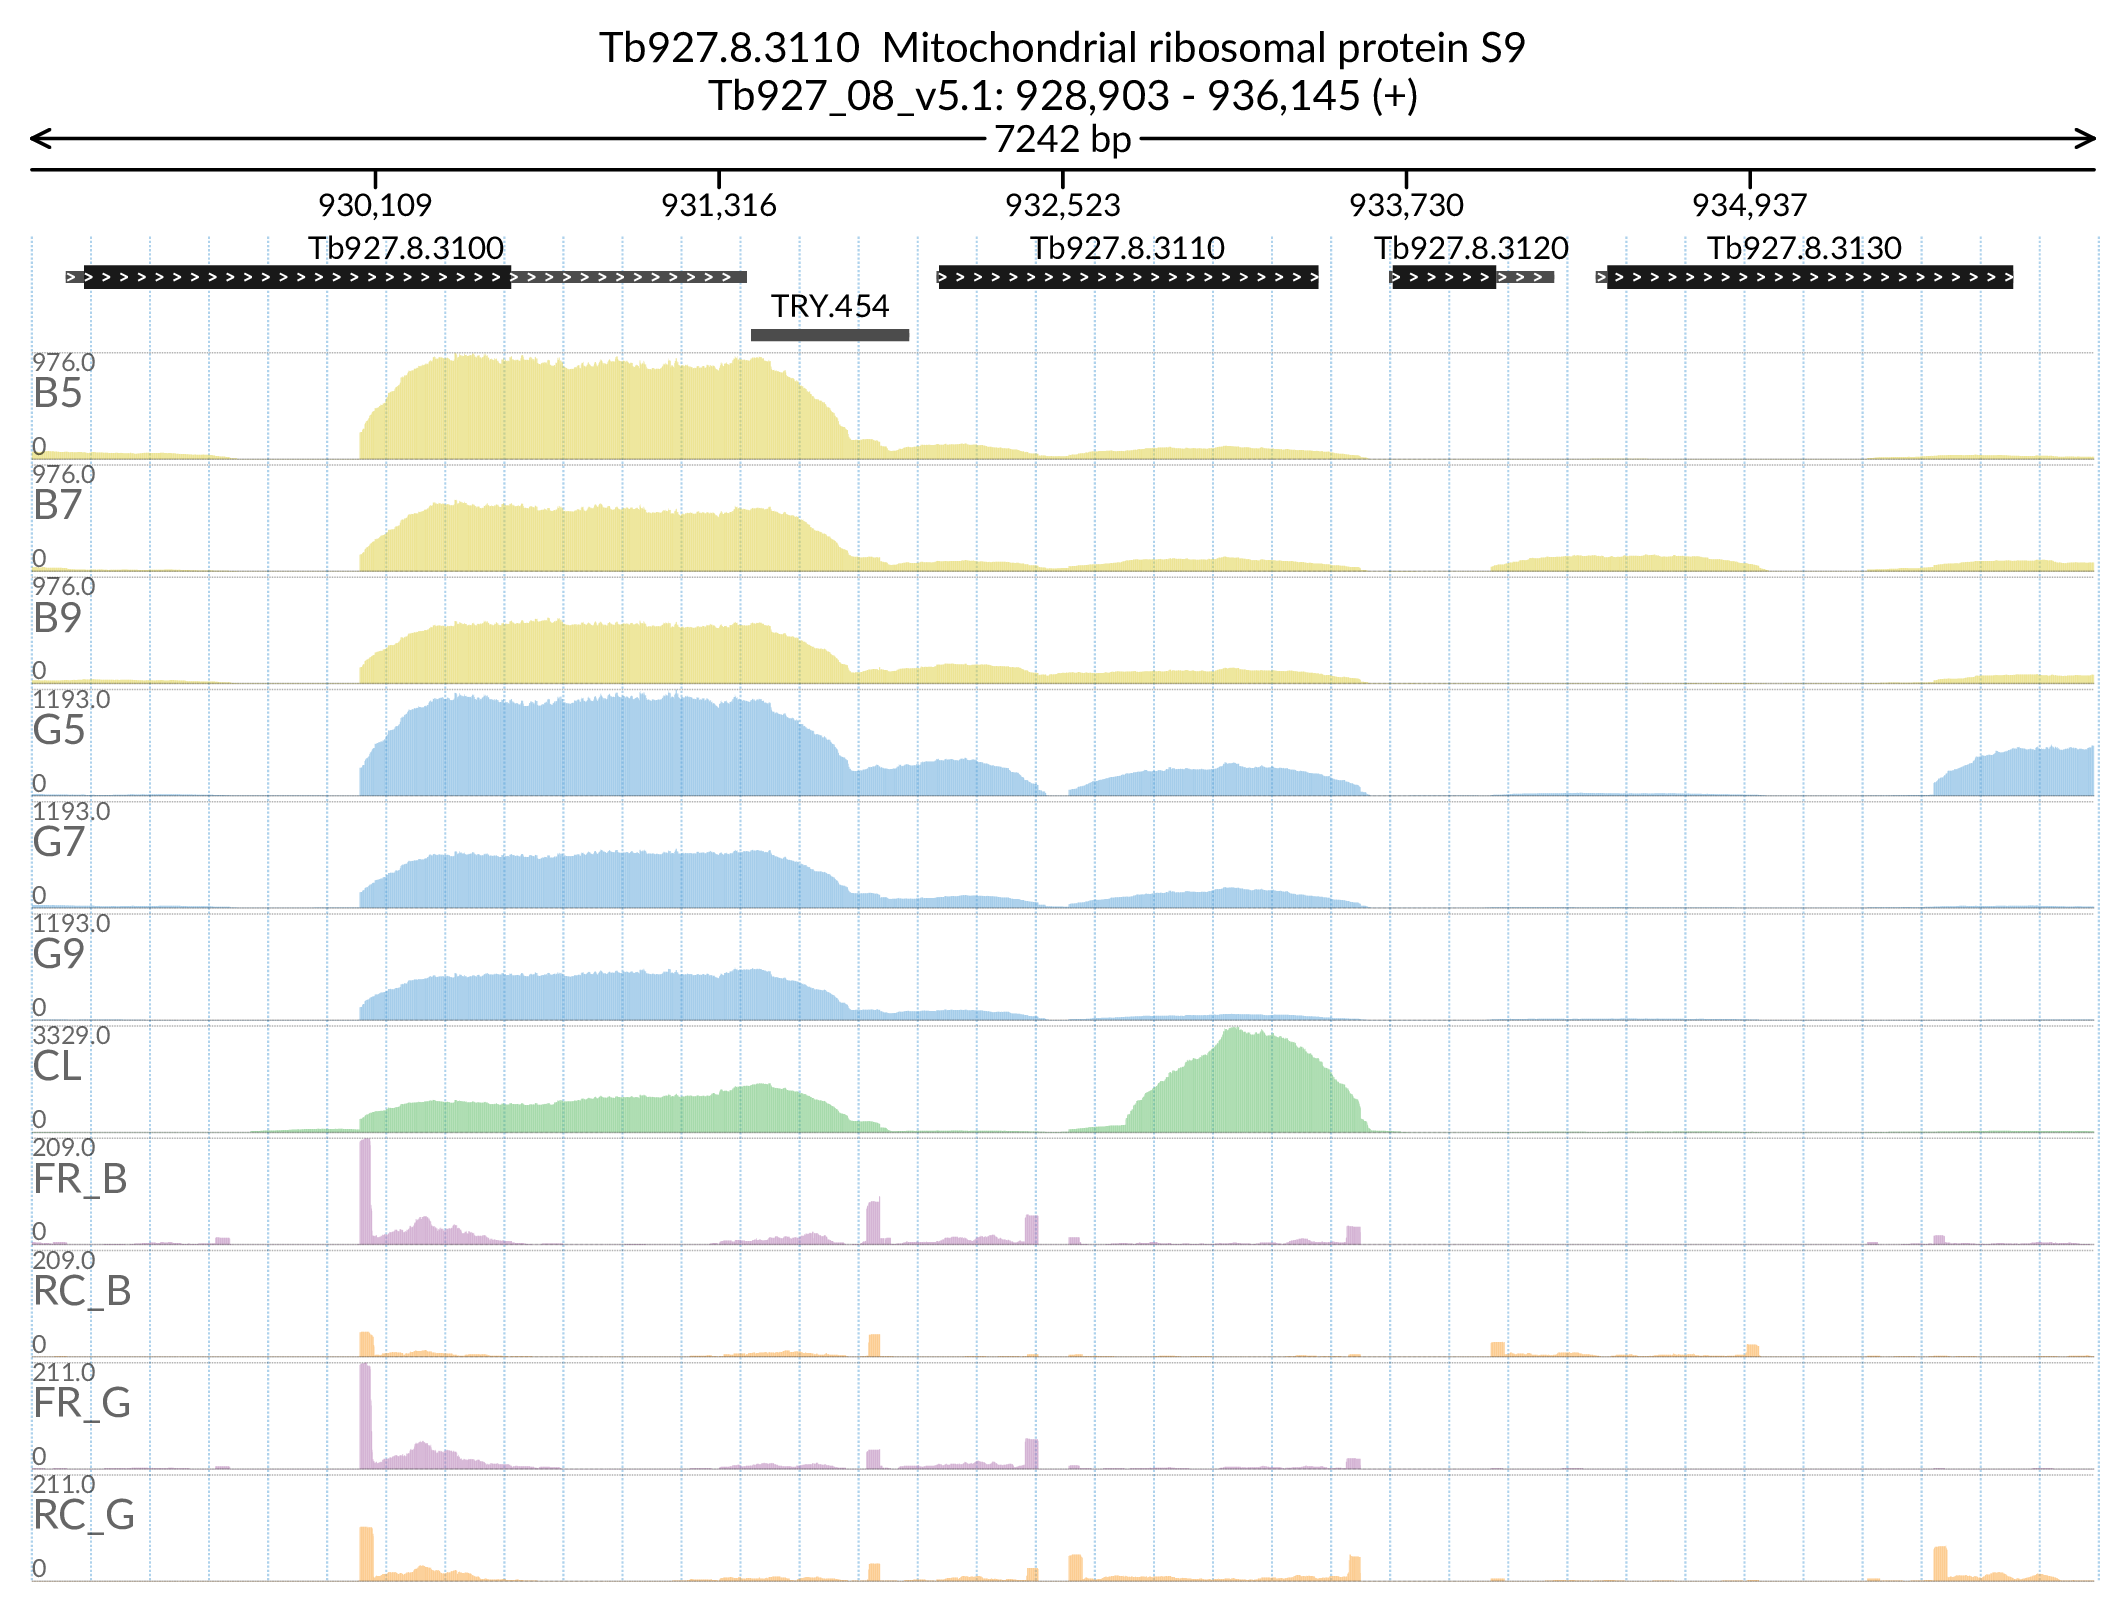 Tb927.8.3110  Mitochondrial ribosomal protein S9
Tb927_08_v5.1: 928,903 - 936,145 (+)
7242 bp
930,109 931,316 932,523 933,730 934,937
Tb927.8.3100 Tb927.8.3110 Tb927.8.3120 Tb927.8.3130
TRY.454
976.0
B5
0
976.0
B7
0
976.0
B9
0
1193.0
G5
0
1193.0
G7
0
1193.0
G9
0
3329.0
CL
0
209.0
FR_B
0
209.0
RC_B
0
211.0
FR_G
0
211.0
RC_G
0